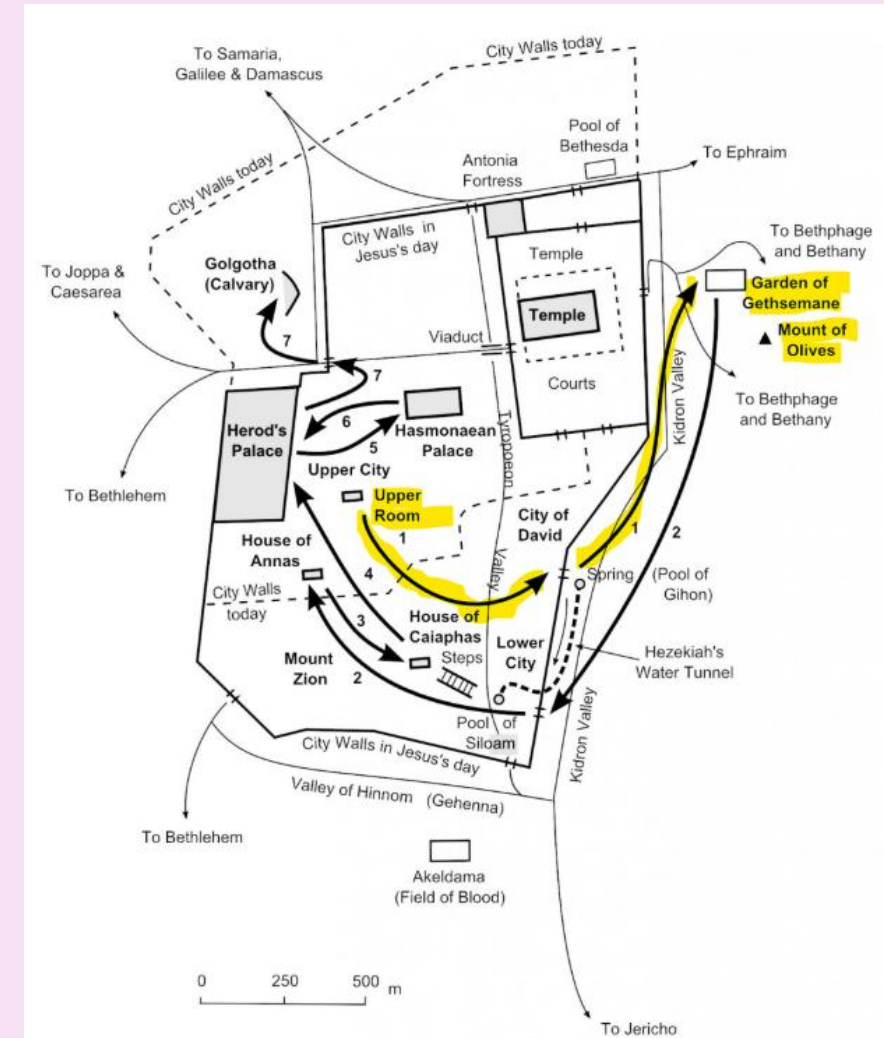 City Walls today
To Samaria,
Galilee & Damascus
Pool of
Bethesda
To Ephraim
Antonia
Fortress
City Walls today
City Walls in
Jesus's day
Temple
To Bethphage
and Bethany
Golgotha
(Calvary)
To Joppa &
Caesarea
Garden of
Gethsemane
Temple
Mount of
Olives
7
Viaduct
Kidron Valley
7
Courts
To Bethphage
and Bethany
6
Herod's
Palace
Hasmonaean
Palace
5
Tyropoeon
Upper City
To Bethlehem
Upper
Room
1
City of
David
1
2
House of
Annas
Valley
4
Spring
(Pool of
Gihon)
City Walls
today
3
House of
Caiaphas
Lower
City
Steps
Hezekiah's
Water Tunnel
Mount
Zion
2
Pool of
Siloam
Kidron Valley
City Walls in Jesus's day
Valley of Hinnom (Gehenna)
To Bethlehem
Akeldama
(Field of Blood)
0 250 500 m
To Jericho